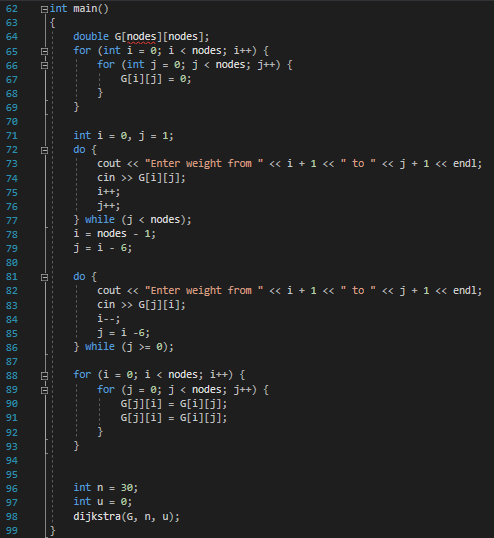 62 int main()
63 {
64 double G[nodes][nodes];
65 for (int i = 0; i < nodes; i++) {
66 for (int j = 0; j < nodes; j++) {
67 G[i][j] = 0;
68 }
69 }
70
71 int i = 0, j = 1;
72 do {
73 cout << "Enter weight from " << i + 1 << " to " << j + 1 << endl;
74 cin >> G[i][j];
75 i++;
76 j++;
77 } while (j < nodes);
78 i = nodes - 1;
79 j = i - 6;
80
81 do {
82 cout << "Enter weight from " << i + 1 << " to " << j + 1 << endl;
83 cin >> G[j][i];
84 i--;
85 j = i -6;
86 } while (j >= 0);
87
88 for (i = 0; i < nodes; i++) {
89 for (j = 0; j < nodes; j++) {
90 G[j][i] = G[i][j];
91 G[j][i] = G[i][j];
92 }
93 }
94
95
96 int n = 30;
97 int u = 0;
98 dijkstra(G, n, u);
99 }